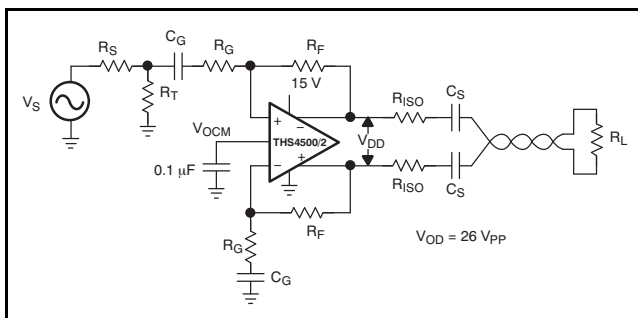 R_S
C_G
R_G
R_F
15 V
R_T
V_S
R_ISO
C_S
V_OCM
+
−
THS4500/2
V_DD
R_L
0.1 μF
−
+
R_ISO
C_S
R_G
R_F
V_OD = 26 V_PP
C_G